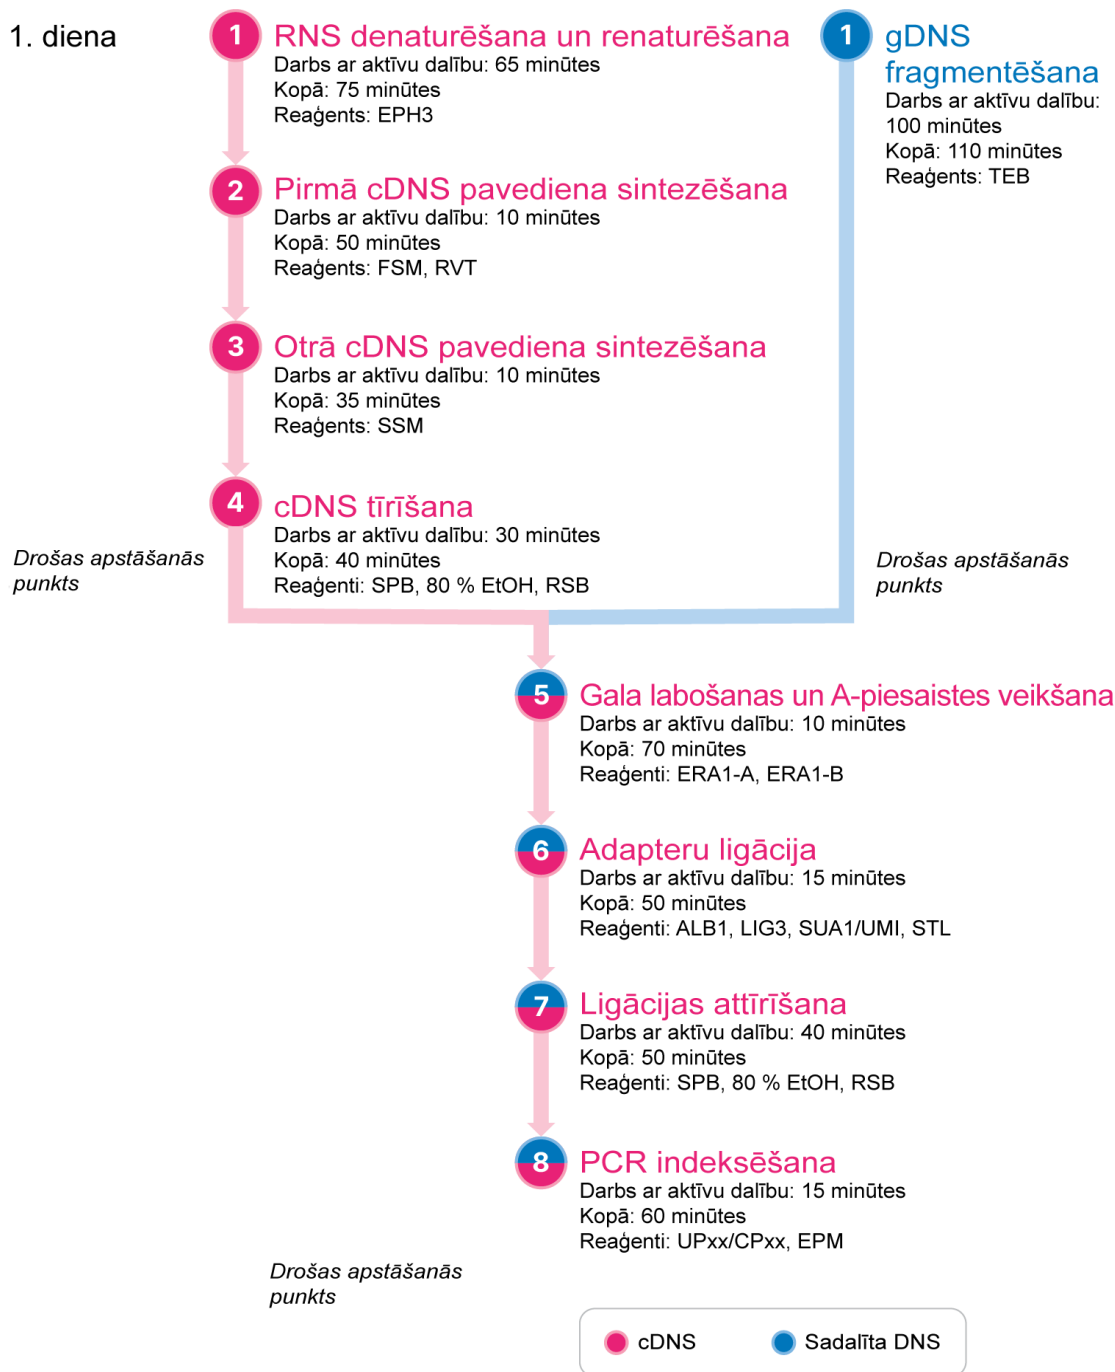 1. diena
1
RNS denaturēšana un renaturēšana
Darbs ar aktīvu dalību: 65 minūtes
Kopā: 75 minūtes
Reaģents: EPH3
1
gDNS
fragmentēšana
Darbs ar aktīvu dalību:
100 minūtes
Kopā: 110 minūtes
Reaģents: TEB
2
Pirmā cDNS pavediena sintezēšana
Darbs ar aktīvu dalību: 10 minūtes
Kopā: 50 minūtes
Reaģents: FSM, RVT
3
Otrā cDNS pavediena sintezēšana
Darbs ar aktīvu dalību: 10 minūtes
Kopā: 35 minūtes
Reaģents: SSM
4
cDNS tīrīšana
Darbs ar aktīvu dalību: 30 minūtes
Kopā: 40 minūtes
Reaģenti: SPB, 80 % EtOH, RSB
Drošas apstāšanās
punkts
Drošas apstāšanās
punkts
5
Gala labošanas un A-piesaistes veikšana
Darbs ar aktīvu dalību: 10 minūtes
Kopā: 70 minūtes
Reaģenti: ERA1-A, ERA1-B
6
Adapteru ligācija
Darbs ar aktīvu dalību: 15 minūtes
Kopā: 50 minūtes
Reaģenti: ALB1, LIG3, SUA1/UMI, STL
7
Ligācijas attīrīšana
Darbs ar aktīvu dalību: 40 minūtes
Kopā: 50 minūtes
Reaģenti: SPB, 80 % EtOH, RSB
8
PCR indeksēšana
Darbs ar aktīvu dalību: 15 minūtes
Kopā: 60 minūtes
Reaģenti: UPxx/CPxx, EPM
Drošas apstāšanās
punkts
cDNS
Sadalīta DNS